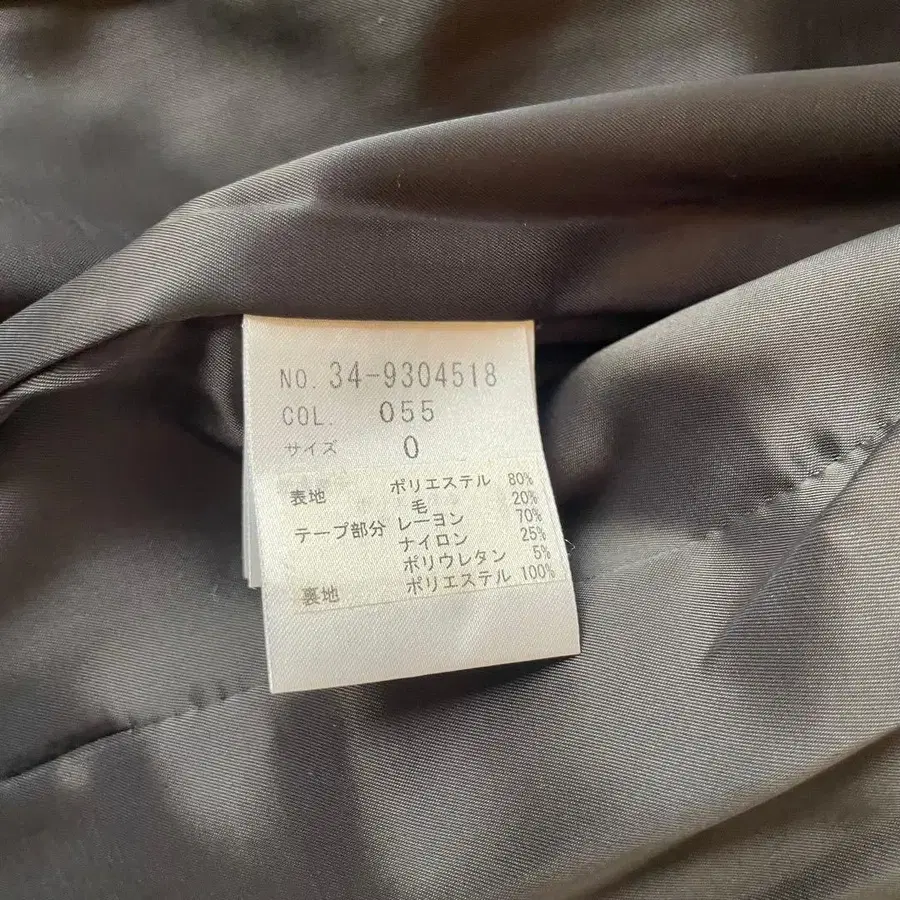 NO. 34-9304518
COL. 055
サイズ 0
表地 ポリエステル 80%
毛 20%
テープ部分 レーヨン 70%
ナイロン 25%
ポリウレタン 5%
裏地 ポリエステル 100%